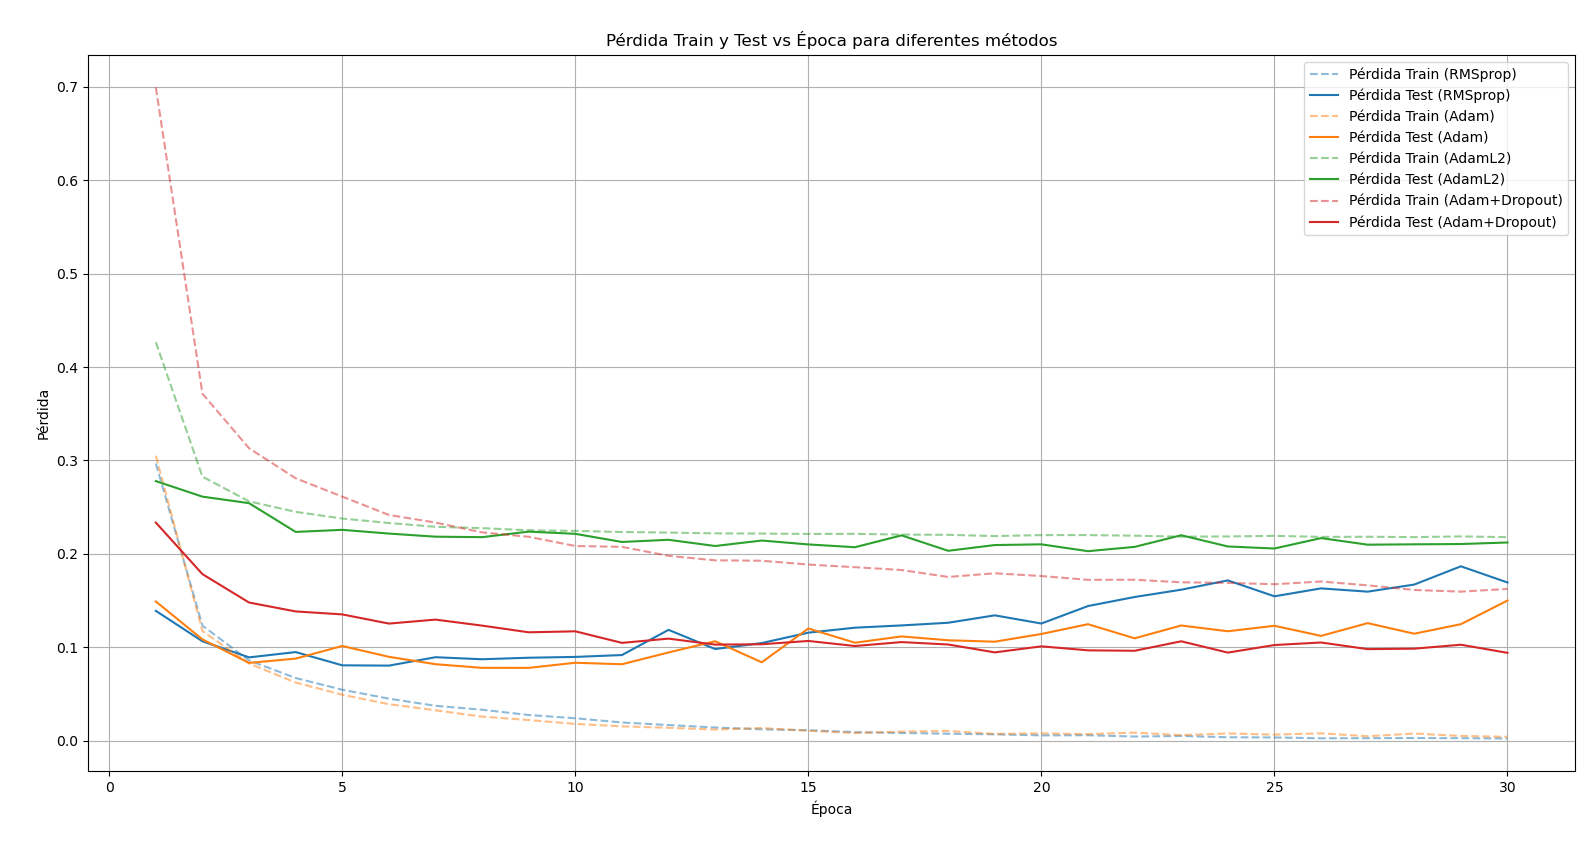 Pérdida Train y Test vs Época para diferentes métodos
Pérdida Train (RMSprop)
Pérdida Test (RMSprop)
Pérdida Train (Adam)
Pérdida Test (Adam)
Pérdida Train (AdamL2)
Pérdida Test (AdamL2)
Pérdida Train (Adam+Dropout)
Pérdida Test (Adam+Dropout)
Pérdida
0.7
0.6
0.5
0.4
0.3
0.2
0.1
0.0
0
5
10
15
20
25
30
Época